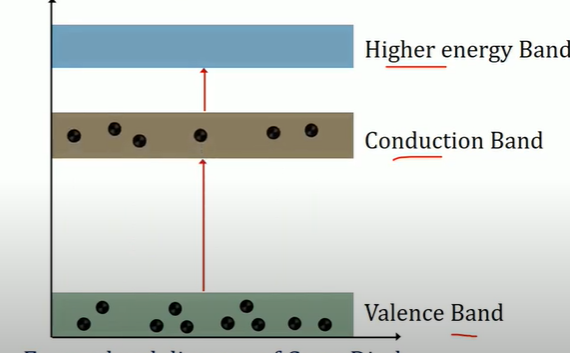 Higher energy Band
Conduction Band
Valence Band